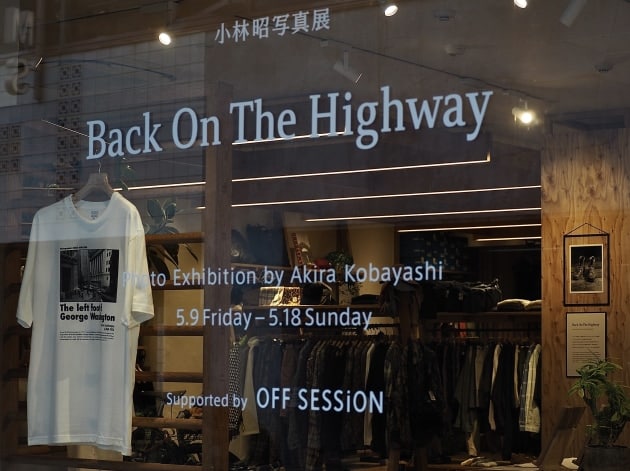 小林昭写真展
Back On The Highway
Photo Exhibition by Akira Kobayashi
5.9 Friday – 5.18 Sunday
Supported by OFF SESSiON
The left foot
George Washington
Back On The Highway